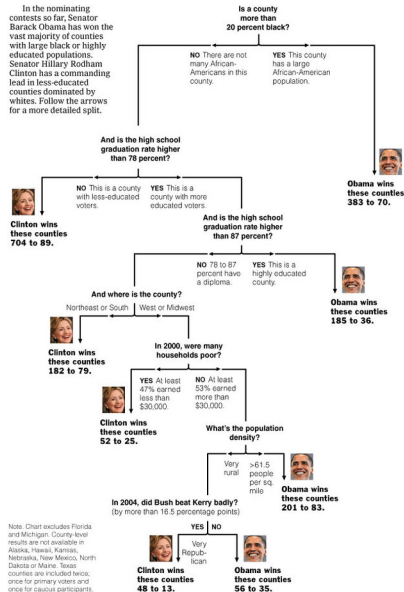 In the nominating
contests so far, Senator
Barack Obama has won the
vast majority of counties
with large black or highly
educated populations.
Senator Hillary Rodham
Clinton has a commanding
lead in less-educated
counties dominated by
whites. Follow the arrows
for a more detailed split.
Is a county
more than
20 percent black?
NO There are not
many African-
Americans in this
county.
YES This county
has a large
African-American
population.
And is the high school
graduation rate higher
than 78 percent?
Obama wins
these counties
383 to 70.
NO This is a county
with less-educated
voters.
YES This is a
county with more
educated voters.
Clinton wins
these counties
704 to 89.
And is the high school
graduation rate higher
than 87 percent?
NO 78 to 87
percent have
a diploma.
YES This is a
highly educated
county.
Obama wins
these counties
185 to 36.
And where is the county?
Northeast or South
West or Midwest
Clinton wins
these counties
182 to 79.
In 2000, were many
households poor?
YES At least
47% earned
less than
$30,000.
NO At least
53% earned
more than
$30,000.
Clinton wins
these counties
52 to 25.
What's the population
density?
Very
rural
>61.5
people
per sq.
mile
Obama wins
these counties
201 to 83.
In 2004, did Bush beat Kerry badly?
(by more than 16.5 percentage points)
YES
NO
Very
Repub-
lican
Clinton wins
these counties
48 to 13.
Obama wins
these counties
56 to 35.
Note. Chart excludes Florida
and Michigan. County-level
results are not available in
Alaska, Hawaii, Kansas,
Nebraska, New Mexico, North
Dakota or Maine. Texas
counties are included twice;
once for primary voters and
once for caucus participants.